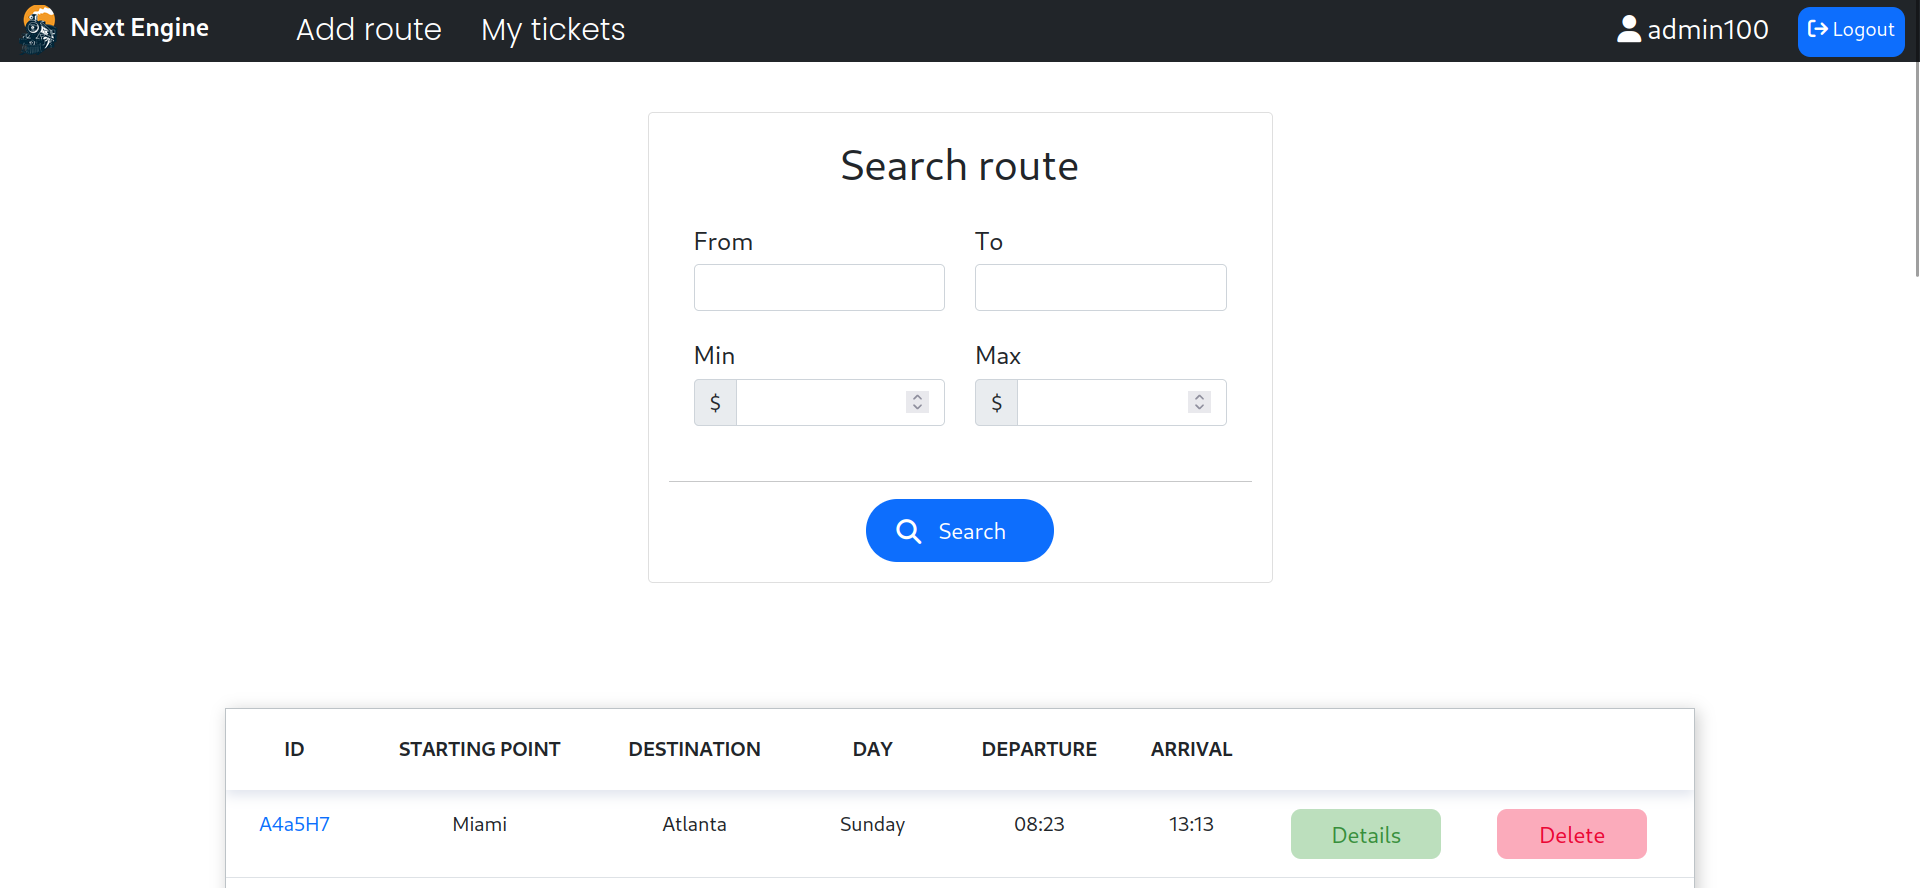 Next Engine Add route My tickets admin100 Logout
Search route
From To
Min Max
$ $
Search
ID STARTING POINT DESTINATION DAY DEPARTURE ARRIVAL
A4a5H7 Miami Atlanta Sunday 08:23 13:13 Details Delete